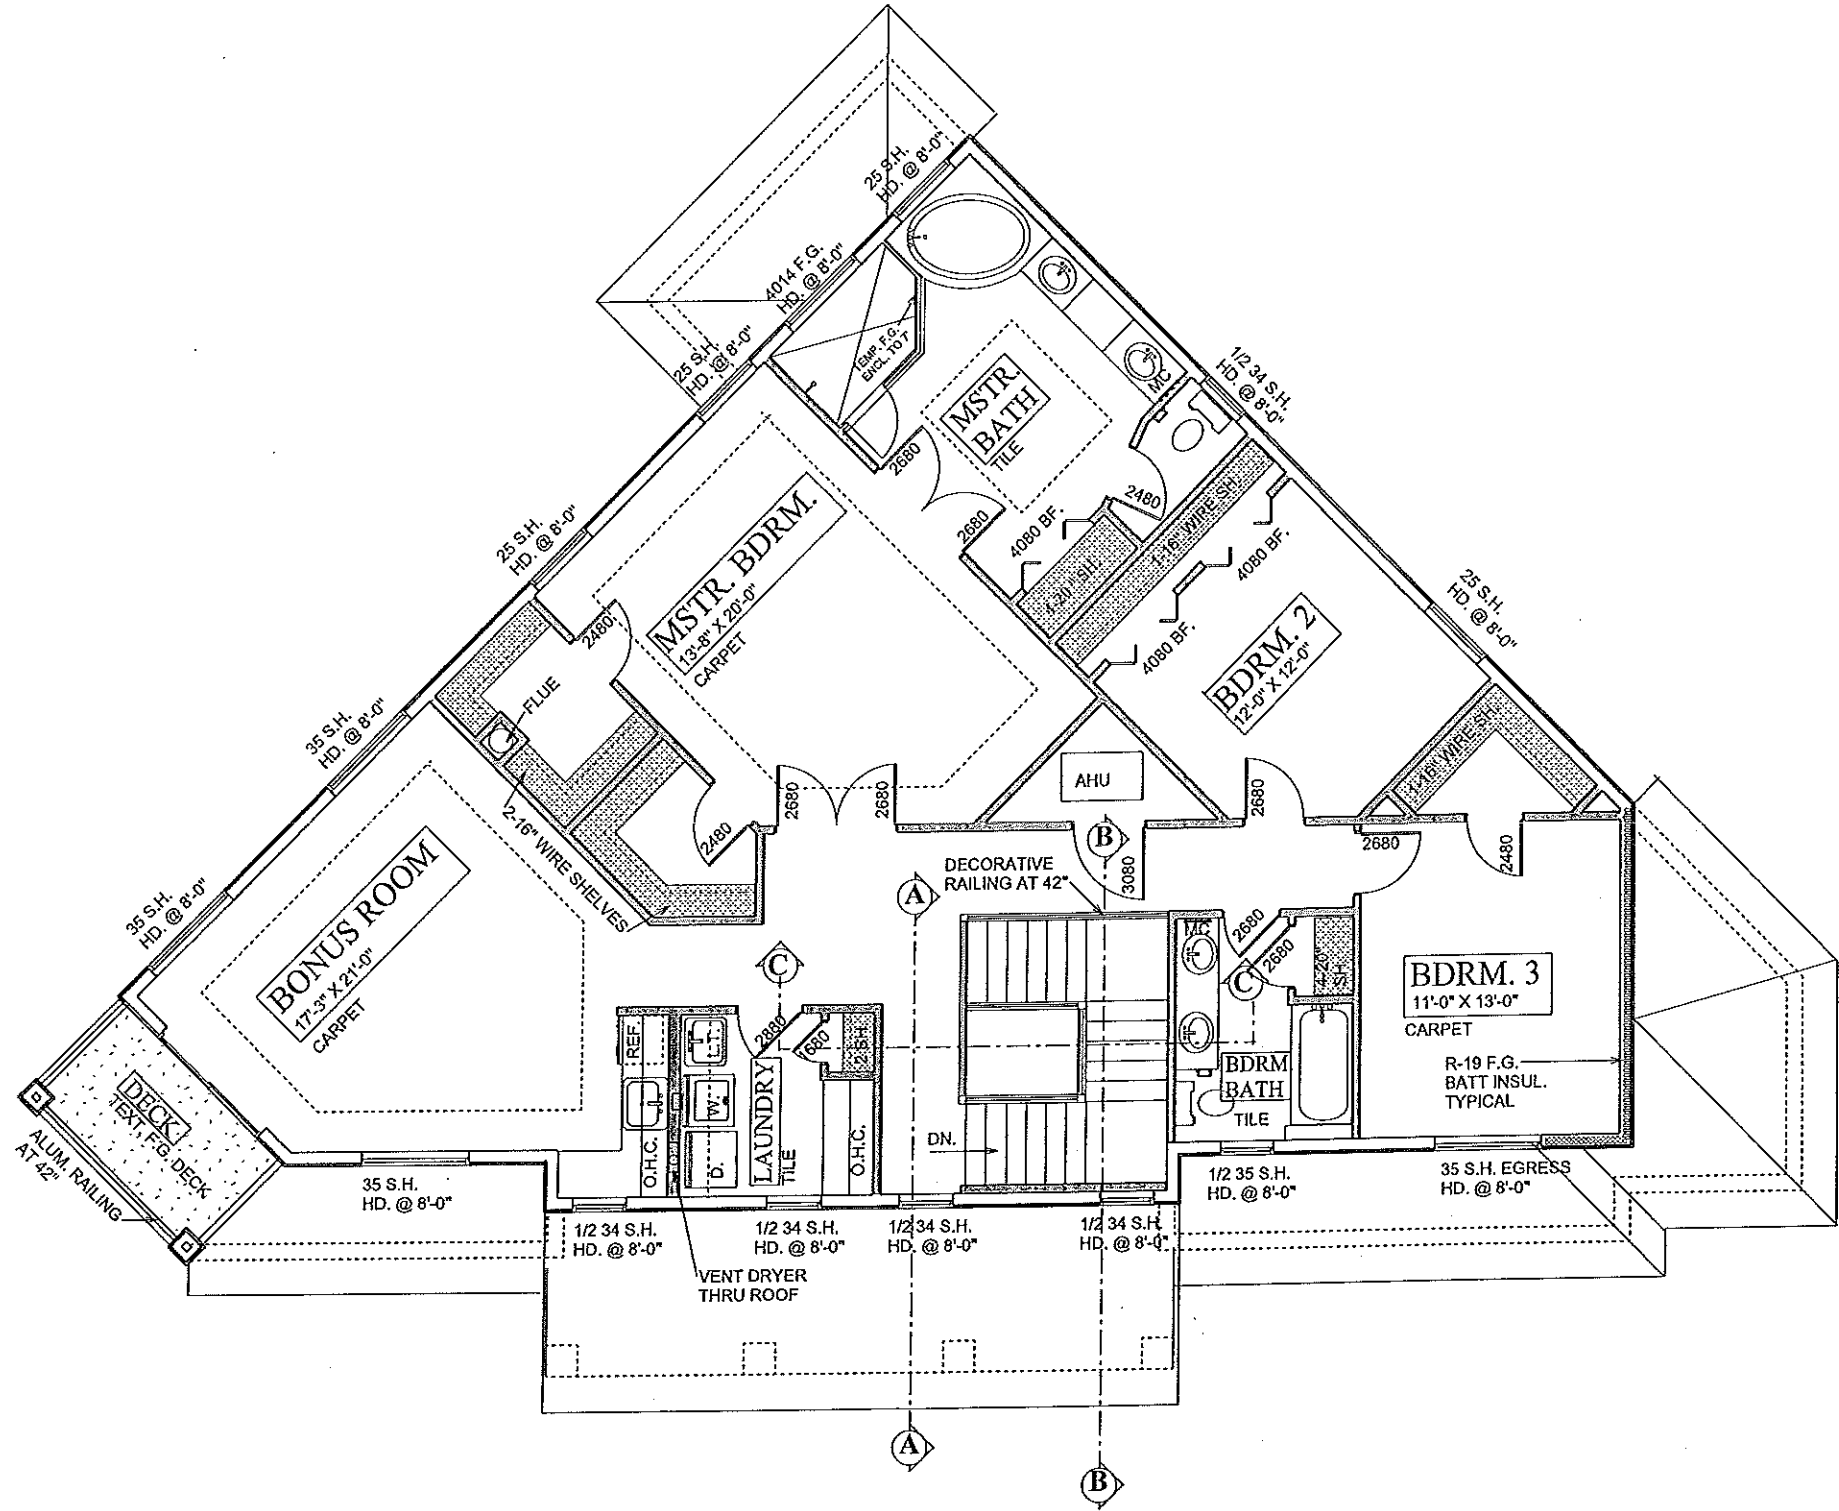 25 S.H.
HD. @ 8'-0"
4014 F.G.
HD. @ 8'-0"
25 S.H.
HD. @ 8'-0"
25 S.H.
HD. @ 8'-0"
35 S.H.
HD. @ 8'-0"
35 S.H.
HD. @ 8'-0"
TEMP. F.G.
ENCL. TO 7'
MC
1/2 34 S.H.
HD. @ 8'-0"
MSTR.
BATH
TILE
2680
2680
2480
4080 BF.
4-20" SH.
1-16" WIRE SH.
4080 BF.
4080 BF.
25 S.H.
HD. @ 8'-0"
MSTR. BDRM.
13'-8" X 20'-0"
CARPET
2480
FLUE
2-16" WIRE SHELVES
2480
2680
2680
BDRM. 2
12'-0" X 12'-0"
1-16" WIRE SH.
AHU
2680
2680
2480
3080
B
DECORATIVE
RAILING AT 42"
A
BONUS ROOM
17'-3" X 21'-0"
CARPET
C
MC
2680
2680
4-20"
SH
C
BDRM. 3
11'-0" X 13'-0"
CARPET
R-19 F.G.
BATT INSUL.
TYPICAL
REF.
L.T.
2880
1680
2 SH
W.
D.
LAUNDRY
TILE
O.H.C.
O.H.C.
BDRM
BATH
TILE
DN.
DECK
TEXT. F.G. DECK
ALUM. RAILING
AT 42"
35 S.H.
HD. @ 8'-0"
1/2 34 S.H.
HD. @ 8'-0"
1/2 34 S.H.
HD. @ 8'-0"
1/2 34 S.H.
HD. @ 8'-0"
1/2 34 S.H.
HD. @ 8'-0"
1/2 35 S.H.
HD. @ 8'-0"
35 S.H. EGRESS
HD. @ 8'-0"
VENT DRYER
THRU ROOF
A
B